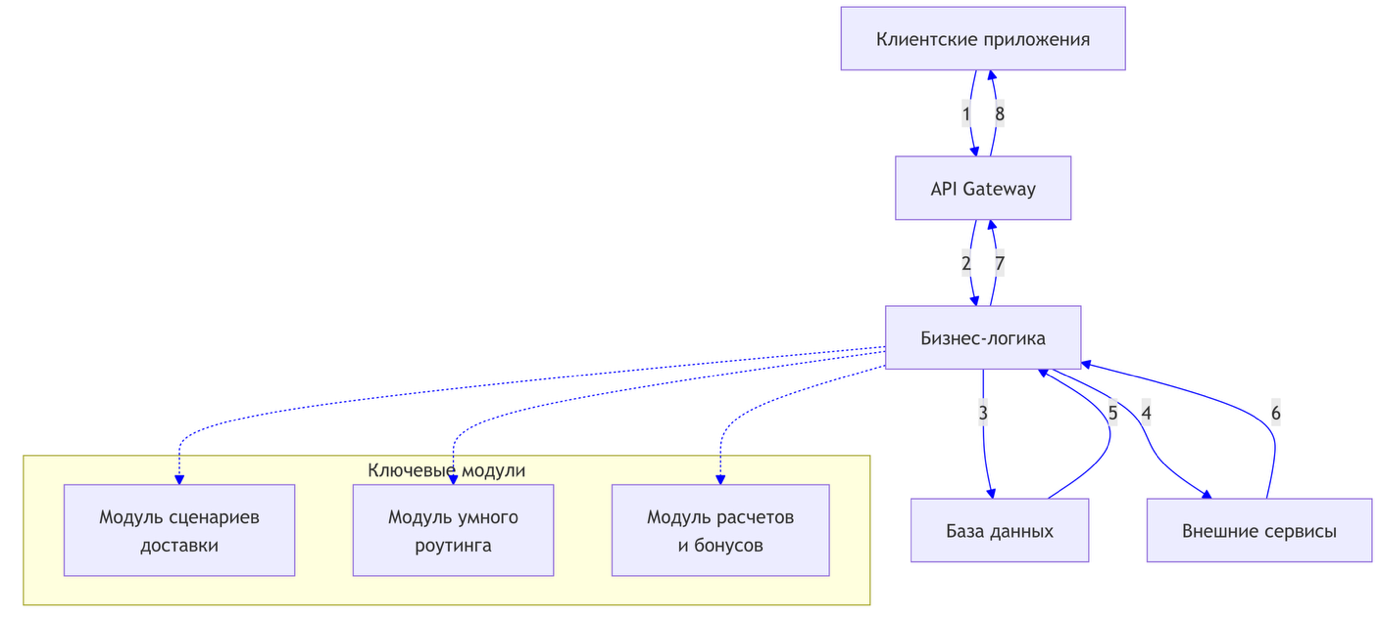 Клиентские приложения
1
8
API Gateway
2
7
Бизнес-логика
3
5
4
6
Ключевые модули
Модуль сценариев
доставки
Модуль умного
роутинга
Модуль расчетов
и бонусов
База данных
Внешние сервисы